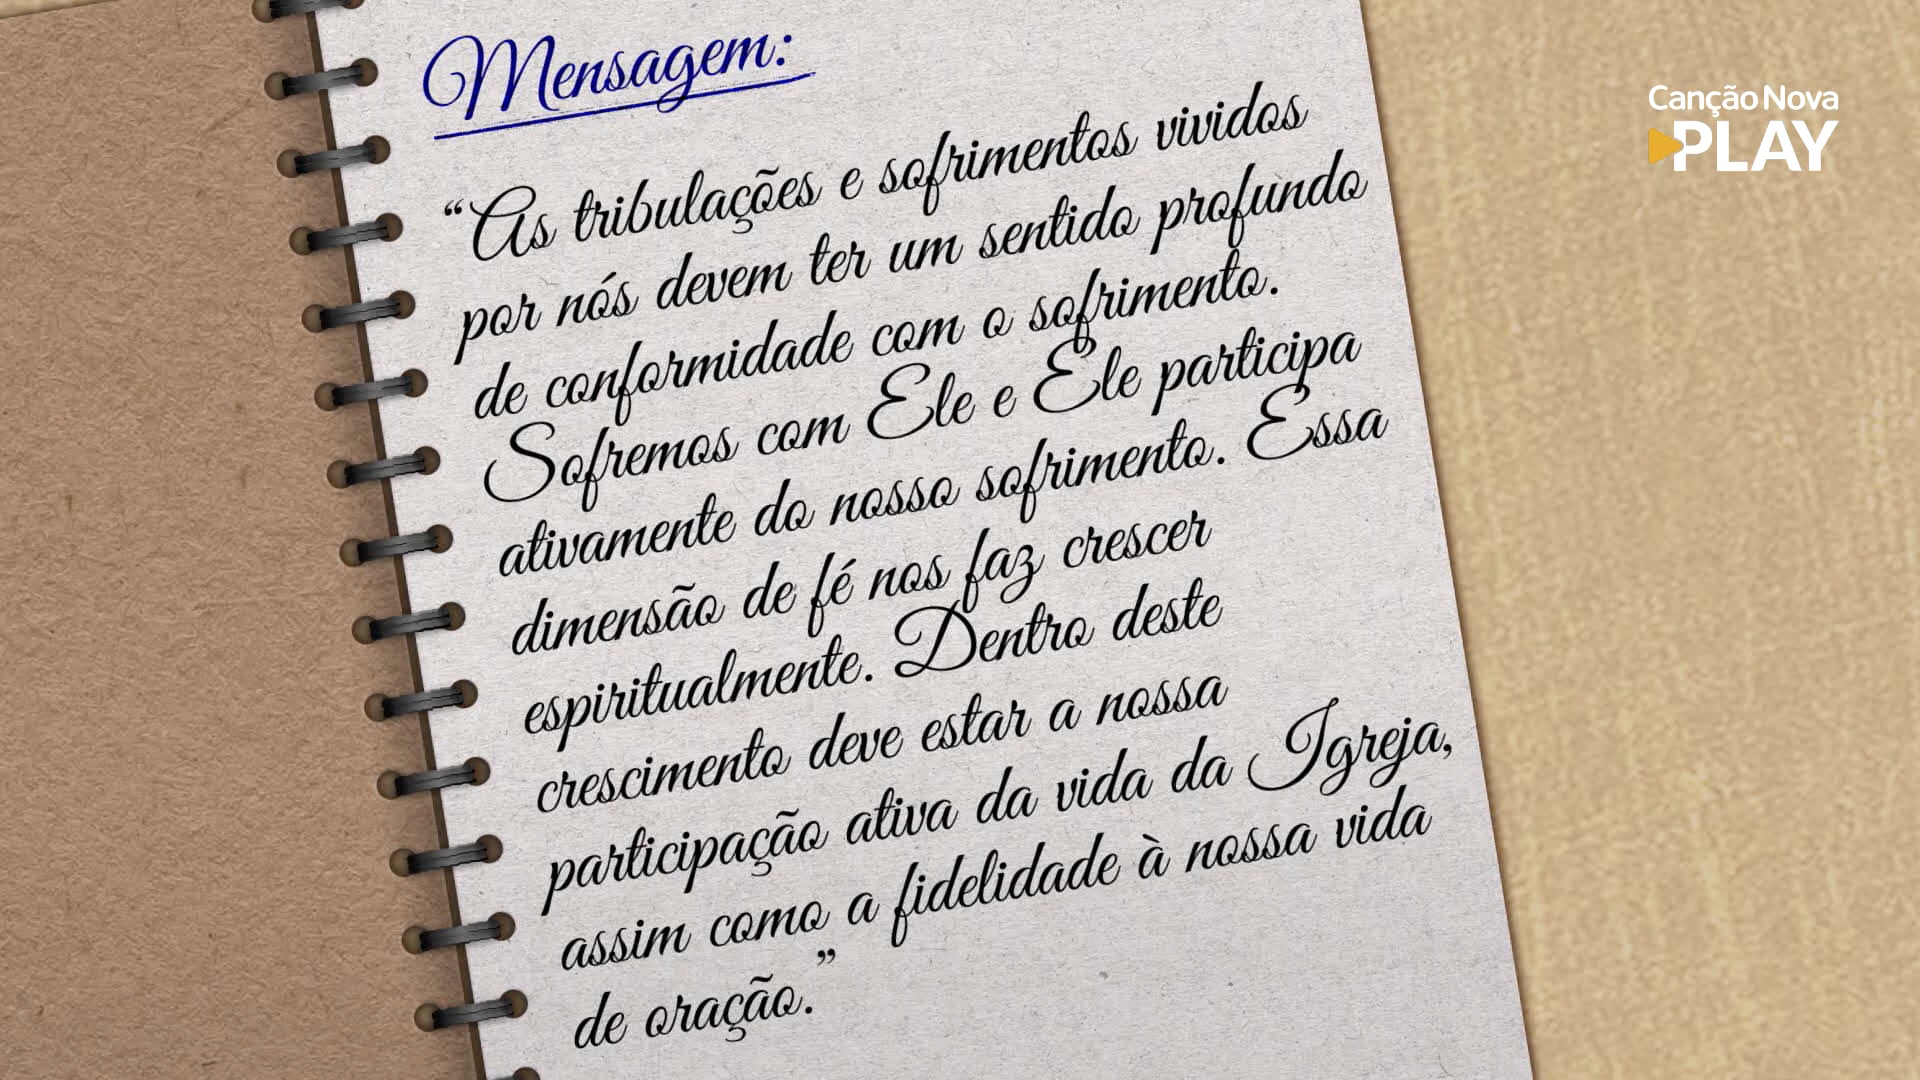 Mensagem:
“As tribulações e sofrimentos vividos
por nós devem ter um sentido profundo
de conformidade com o sofrimento.
Sofremos com Ele e Ele participa
ativamente do nosso sofrimento. Essa
dimensão de fé nos faz crescer
espiritualmente. Dentro deste
crescimento deve estar a nossa
participação ativa da vida da Igreja,
assim como a fidelidade à nossa vida
de oração.”
Canção Nova
PLAY